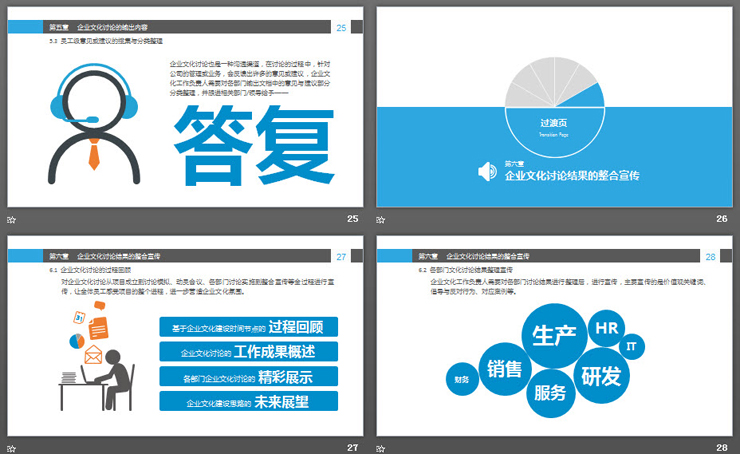 第五章 企业文化讨论的输出内容
25
5.3 员工级意见或建议的搜集与分类整理
企业文化讨论也是一种沟通渠道，在讨论的过程中，针对
公司的管理或业务，会反馈出许多的意见或建议，企业文
化工作负责人需要对各部门输出文档中的意见与建议部分
分类整理，并跟进相关部门/领导给予——
答复
25
过渡页
Transition Page
第六章
企业文化讨论结果的整合宣传
26
第六章 企业文化讨论结果的整合宣传
27
6.1 企业文化讨论的过程回顾
对企业文化讨论从项目成立到讨论模拟、动员会议、各部门讨论实施到整合宣传等全过程进行宣
传，让全体员工感受项目的整个进程，进一步营造企业文化氛围。
31
基于企业文化建设时间节点的 过程回顾
企业文化讨论的 工作成果概述
各部门企业文化讨论的 精彩展示
企业文化建设思路的 未来展望
27
第六章 企业文化讨论结果的整合宣传
28
6.2 各部门文化讨论结果整理宣传
企业文化工作负责人需要对各部门讨论结果进行整理后，进行宣传，主要宣传的是价值观关键词、
倡导与反对行为、对应案例等。
生产
HR
IT
销售
财务
研发
服务
28